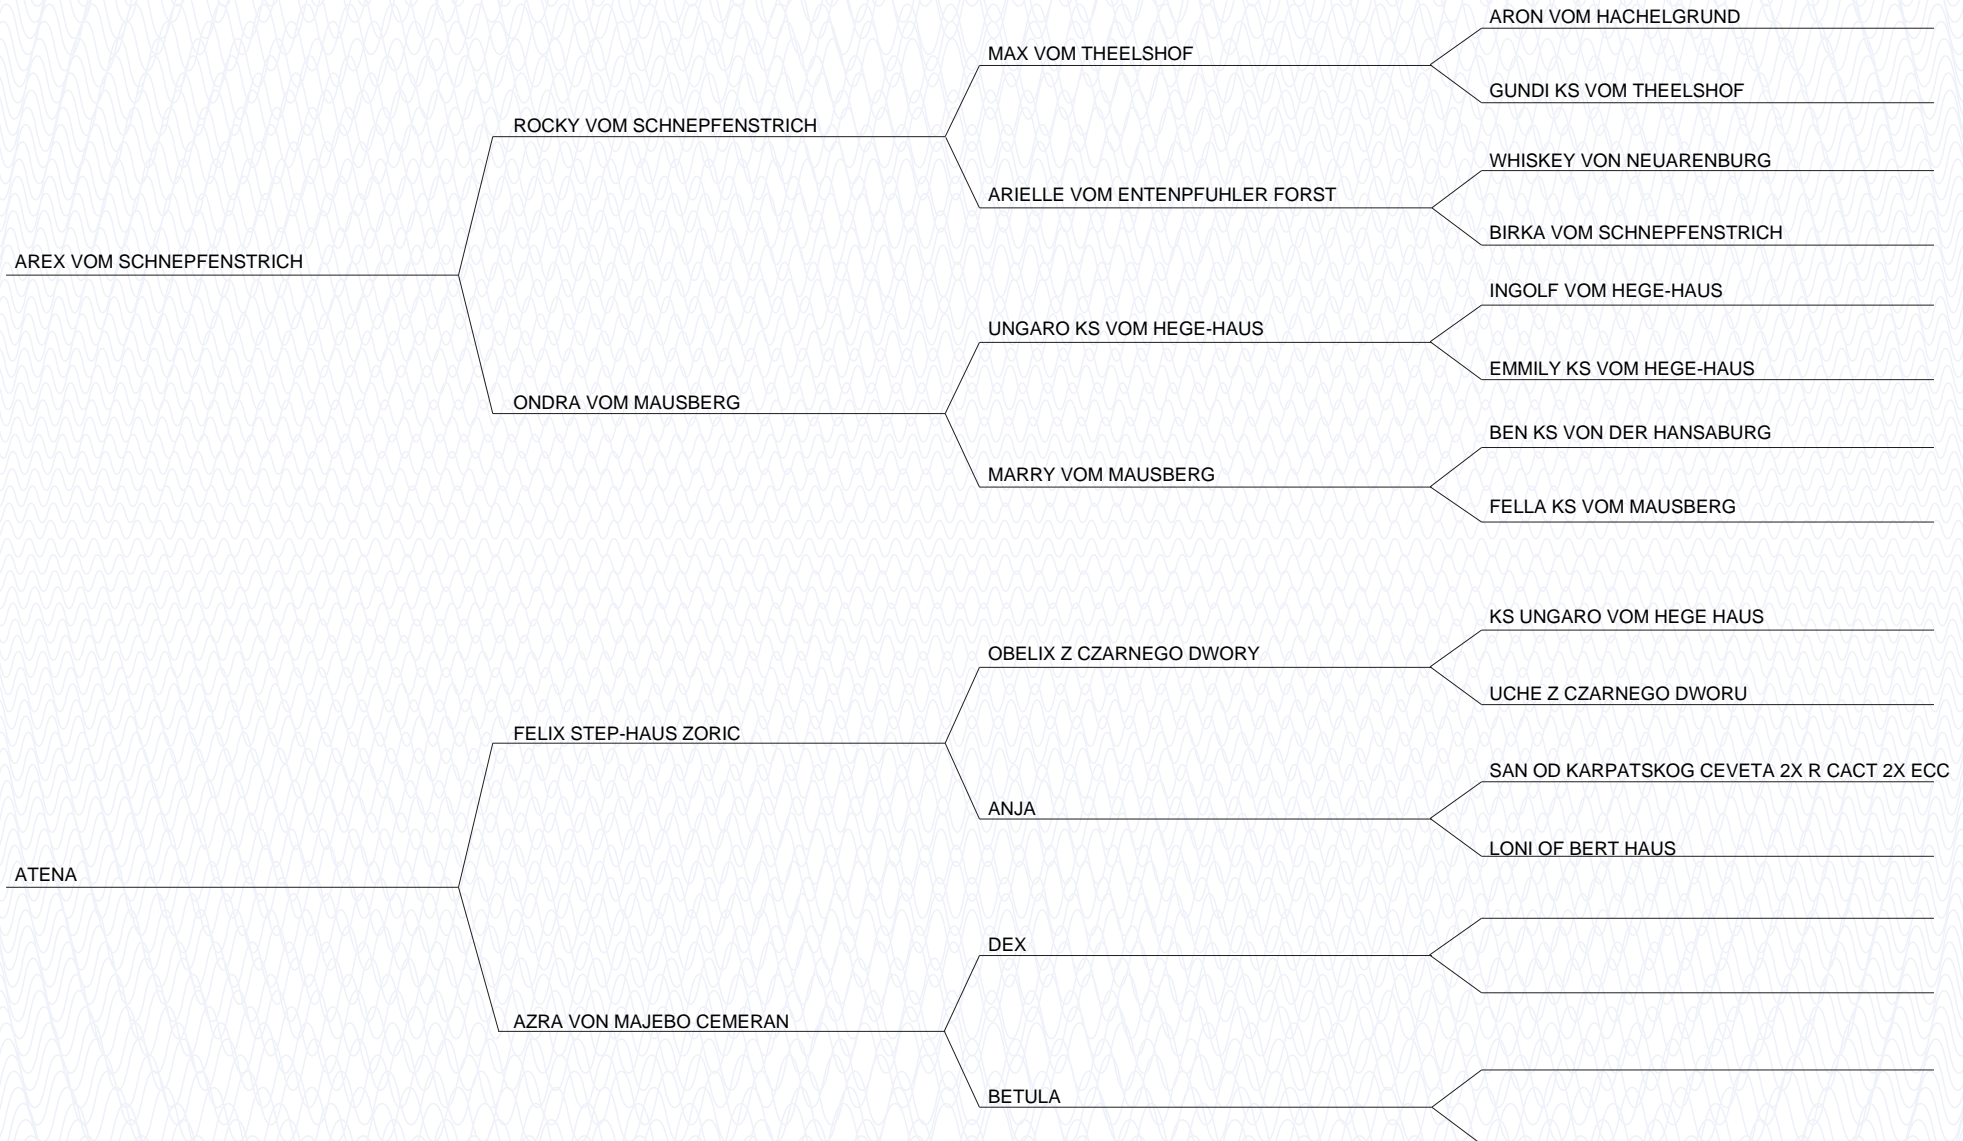 ARON VOM HACHELGRUND
MAX VOM THEELSHOF
GUNDI KS VOM THEELSHOF
ROCKY VOM SCHNEPFENSTRICH
WHISKEY VON NEUARENBURG
ARIELLE VOM ENTENPFUHLER FORST
BIRKA VOM SCHNEPFENSTRICH
AREX VOM SCHNEPFENSTRICH
INGOLF VOM HEGE-HAUS
UNGARO KS VOM HEGE-HAUS
EMMILY KS VOM HEGE-HAUS
ONDRA VOM MAUSBERG
BEN KS VON DER HANSABURG
MARRY VOM MAUSBERG
FELLA KS VOM MAUSBERG
KS UNGARO VOM HEGE HAUS
OBELIX Z CZARNEGO DWORY
UCHE Z CZARNEGO DWORU
FELIX STEP-HAUS ZORIC
SAN OD KARPATSKOG CEVETA 2X R CACT 2X ECC
ANJA
LONI OF BERT HAUS
ATENA
DEX
AZRA VON MAJEBO CEMERAN
BETULA